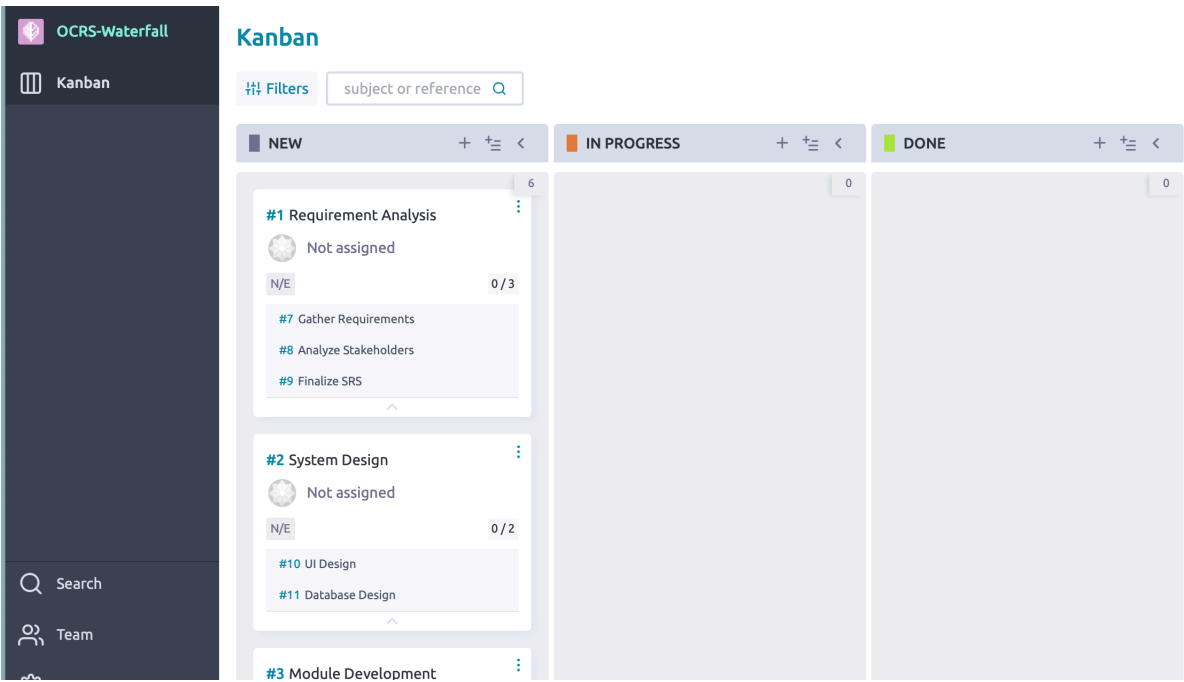 OCRS-Waterfall
Kanban
Search
Team
Kanban
Filters
subject or reference
NEW
6
#1 Requirement Analysis
Not assigned
N/E
0 / 3
#7 Gather Requirements
#8 Analyze Stakeholders
#9 Finalize SRS
#2 System Design
Not assigned
N/E
0 / 2
#10 UI Design
#11 Database Design
#3 Module Development
IN PROGRESS
0
DONE
0